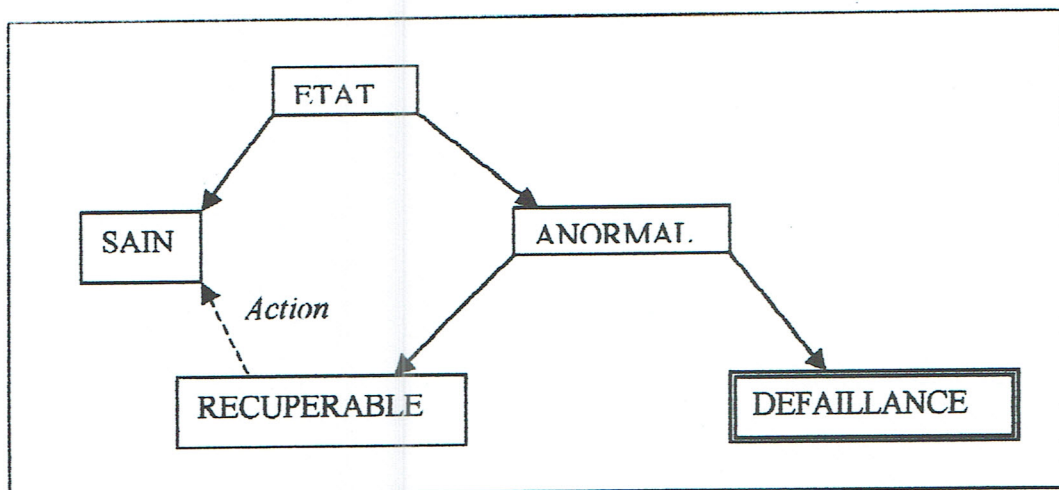 ETAT
SAIN
ANORMAL
Action
RECUPERABLE
DEFAILLANCE